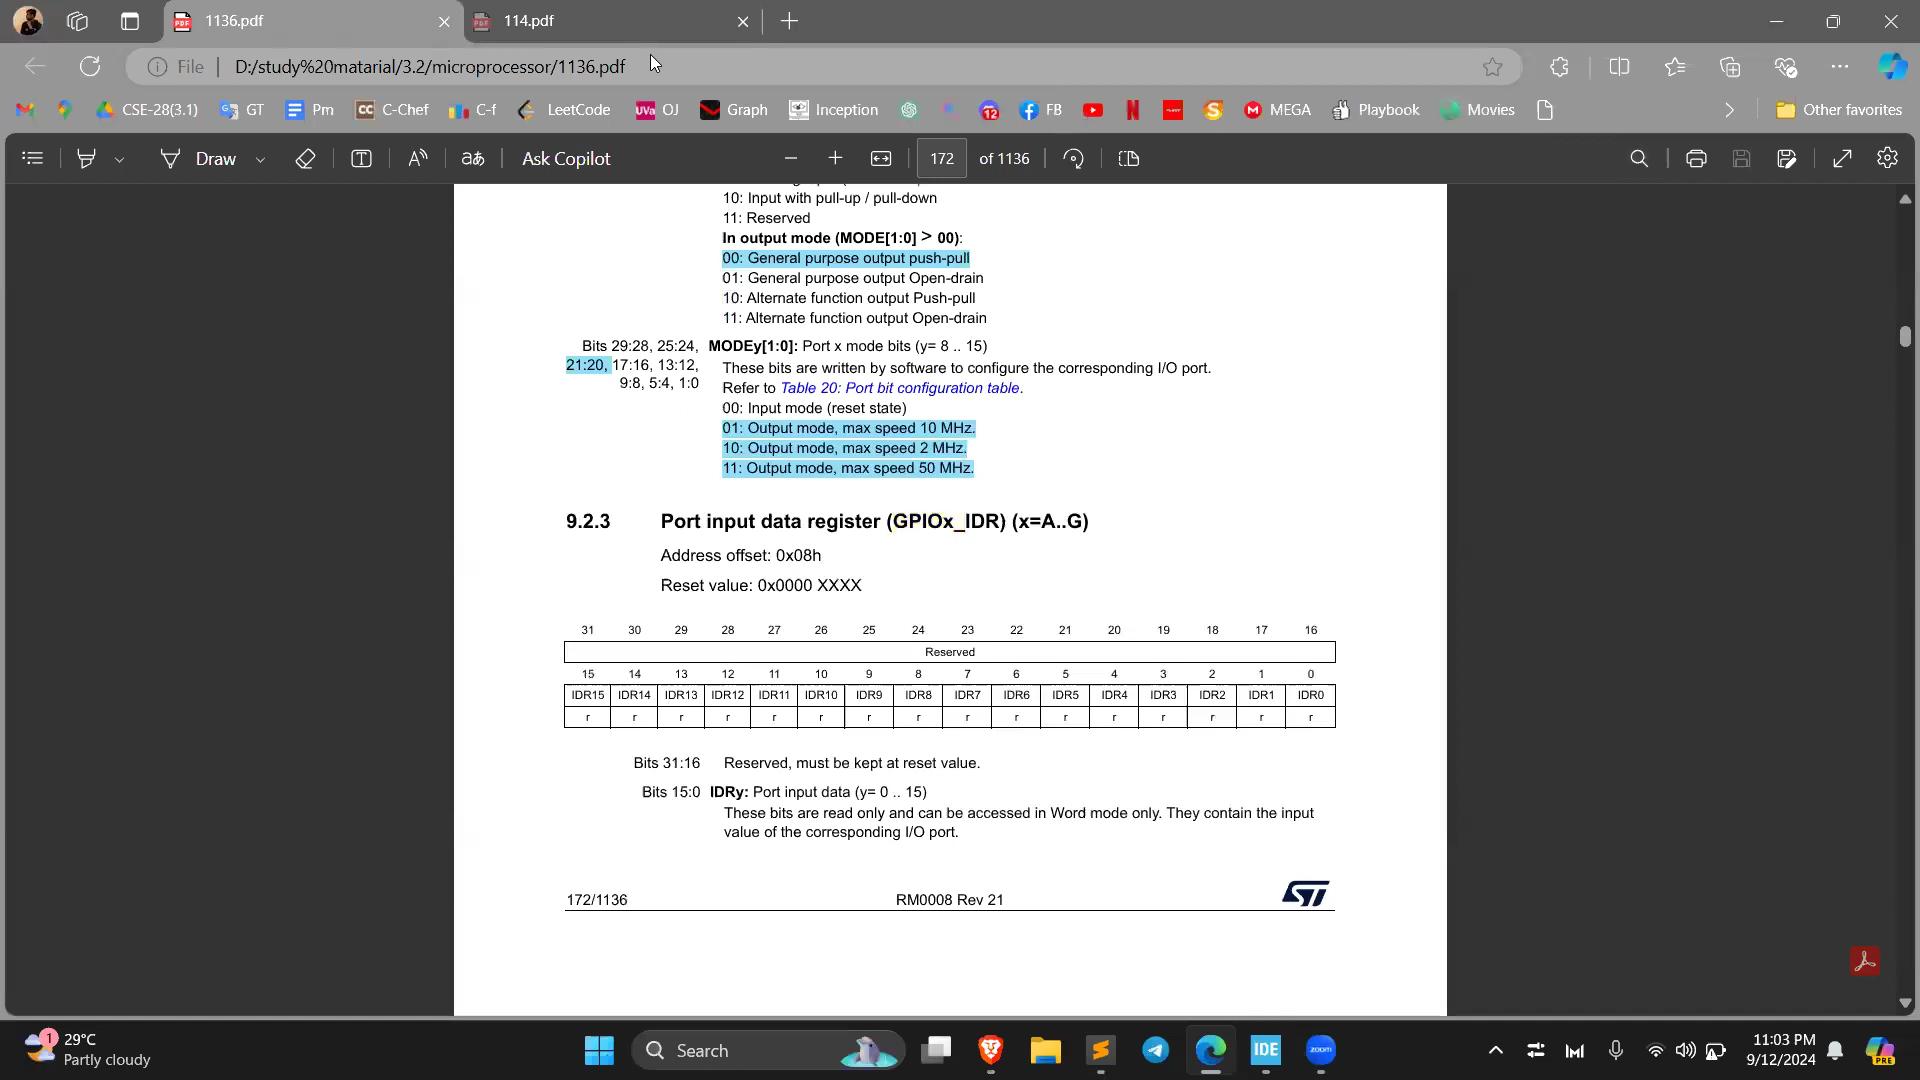 1136.pdf
114.pdf
File
D:/study%20matarial/3.2/microprocessor/1136.pdf
CSE-28(3.1)
GT
Pm
CC
C-Chef
C-f
LeetCode
UVa
OJ
Graph
Inception
12
FB
MEGA
Playbook
Movies
Other favorites
Draw
Ask Copilot
172
of 1136
10: Input with pull-up / pull-down
11: Reserved
In output mode (MODE[1:0] > 00):
00: General purpose output push-pull
01: General purpose output Open-drain
10: Alternate function output Push-pull
11: Alternate function output Open-drain
Bits 29:28, 25:24, MODEy[1:0]: Port x mode bits (y= 8 .. 15)
21:20, 17:16, 13:12, These bits are written by software to configure the corresponding I/O port.
9:8, 5:4, 1:0 Refer to Table 20: Port bit configuration table.
00: Input mode (reset state)
01: Output mode, max speed 10 MHz.
10: Output mode, max speed 2 MHz.
11: Output mode, max speed 50 MHz.
9.2.3 Port input data register (GPIOx_IDR) (x=A..G)
Address offset: 0x08h
Reset value: 0x0000 XXXX
31 30 29 28 27 26 25 24 23 22 21 20 19 18 17 16
Reserved
15 14 13 12 11 10 9 8 7 6 5 4 3 2 1 0
IDR15 IDR14 IDR13 IDR12 IDR11 IDR10 IDR9 IDR8 IDR7 IDR6 IDR5 IDR4 IDR3 IDR2 IDR1 IDR0
r r r r r r r r r r r r r r r r
Bits 31:16 Reserved, must be kept at reset value.
Bits 15:0 IDRy: Port input data (y= 0 .. 15)
These bits are read only and can be accessed in Word mode only. They contain the input
value of the corresponding I/O port.
172/1136 RM0008 Rev 21 ST
1
29°C
Partly cloudy
Search
IDE
zoom
11:03 PM
9/12/2024
PRE